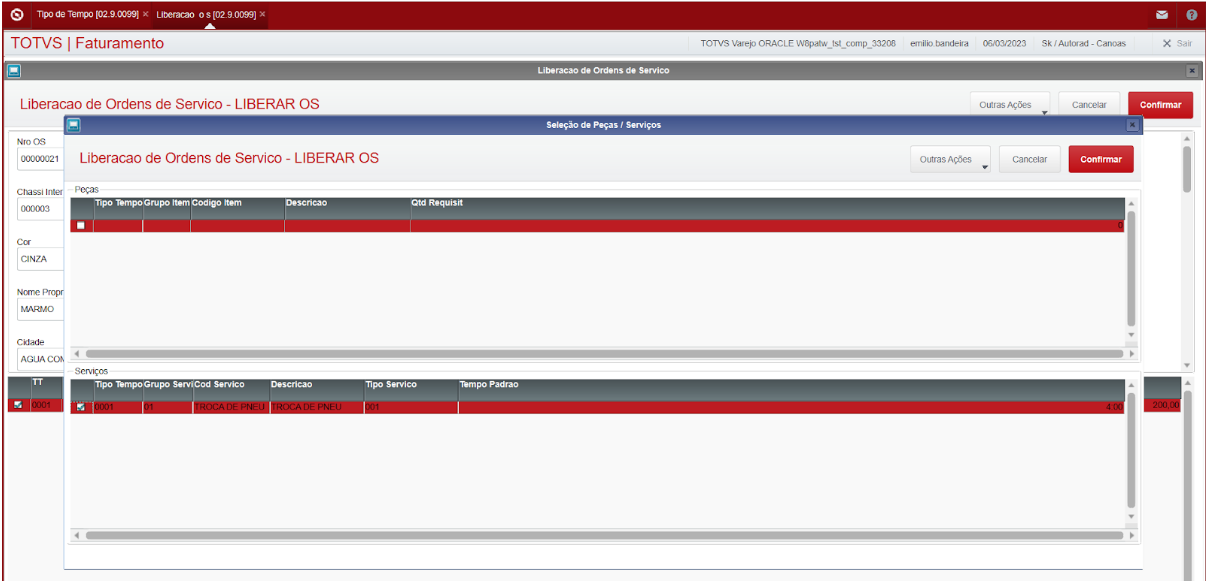 Tipo de Tempo [02.9.0099] × Liberacao o s [02.9.0099] ×
TOTVS | Faturamento
TOTVS Varejo ORACLE W8patw_tst_comp_33208 emilio.bandeira 06/03/2023 Sk / Autorad - Canoas Sair
Liberacao de Ordens de Servico
Liberacao de Ordens de Servico - LIBERAR OS
Outras Ações Cancelar Confirmar
Seleção de Peças / Serviços
Nro OS
00000021
Liberacao de Ordens de Servico - LIBERAR OS
Outras Ações Cancelar Confirmar
Chassi Inter
000003
Cor
CINZA
Nome Propr
MARMO
Cidade
AGUA COM
Peças
Tipo Tempo Grupo Item Codigo Item Descricao Qtd Requisit
0
Serviços
Tipo Tempo Grupo Servi Cod Servico Descricao Tipo Servico Tempo Padrao
0001 01 TROCA DE PNEU TROCA DE PNEU 001 4,00
TT
0001 200,00